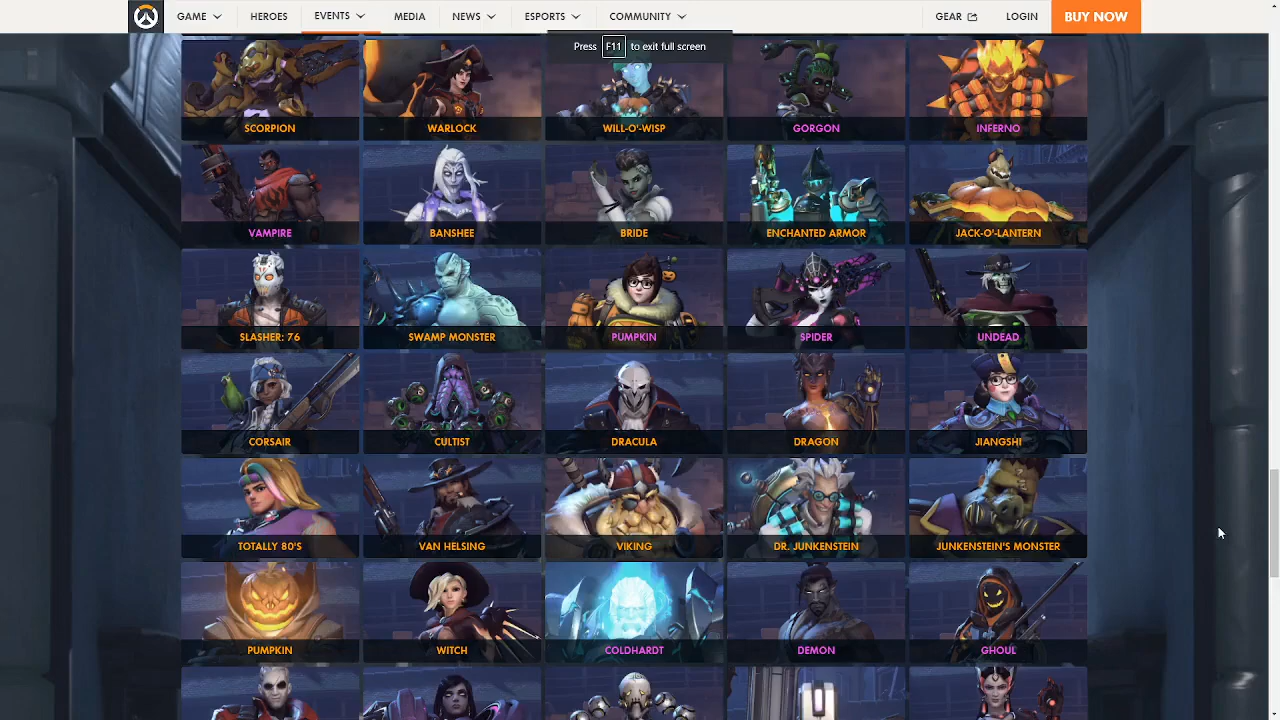 GAME HEROES EVENTS MEDIA NEWS ESPORTS COMMUNITY GEAR LOGIN BUY NOW
Press F11 to exit full screen
SCORPION WARLOCK WILL-O'-WISP GORGON INFERNO
VAMPIRE BANSHEE BRIDE ENCHANTED ARMOR JACK-O'-LANTERN
SLASHER: 76 SWAMP MONSTER PUMPKIN SPIDER UNDEAD
CORSAIR CULTIST DRACULA DRAGON JIANGSHI
TOTALLY 80'S VAN HELSING VIKING DR. JUNKENSTEIN JUNKENSTEIN'S MONSTER
PUMPKIN WITCH COLDHARDT DEMON GHOUL